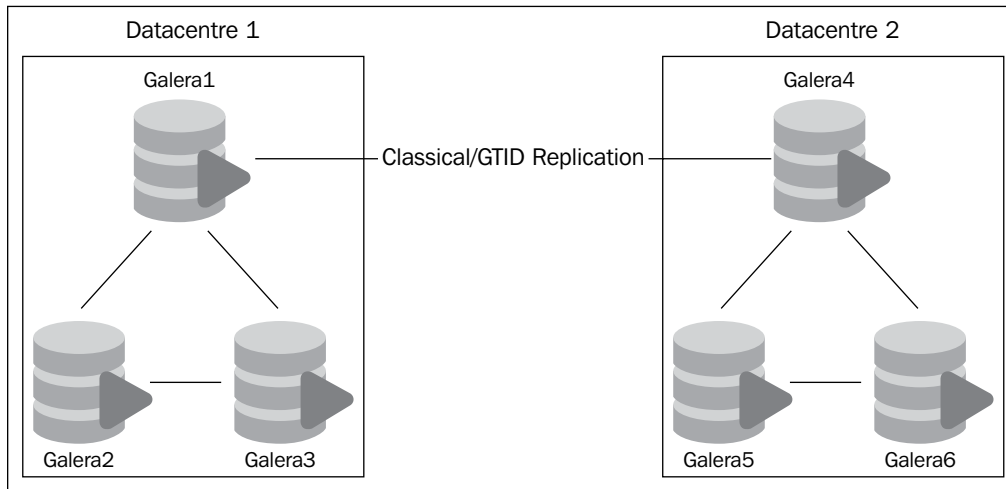 Datacentre 1
Datacentre 2
Galera1
Galera4
Classical/GTID Replication
Galera2
Galera3
Galera5
Galera6